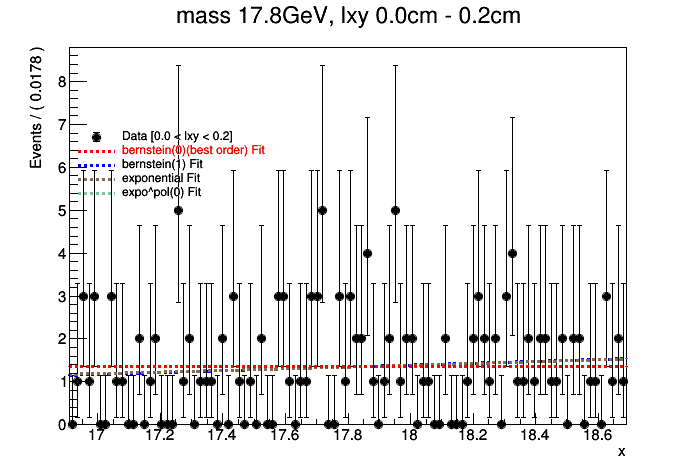 mass 17.8GeV, lxy 0.0cm - 0.2cm
Events / ( 0.0178 )
8
7
6
5
4
3
2
1
0
Data [0.0 < lxy < 0.2]
bernstein(0)(best order) Fit
bernstein(1) Fit
exponential Fit
expo^pol(0) Fit
17 17.2 17.4 17.6 17.8 18 18.2 18.4 18.6
x